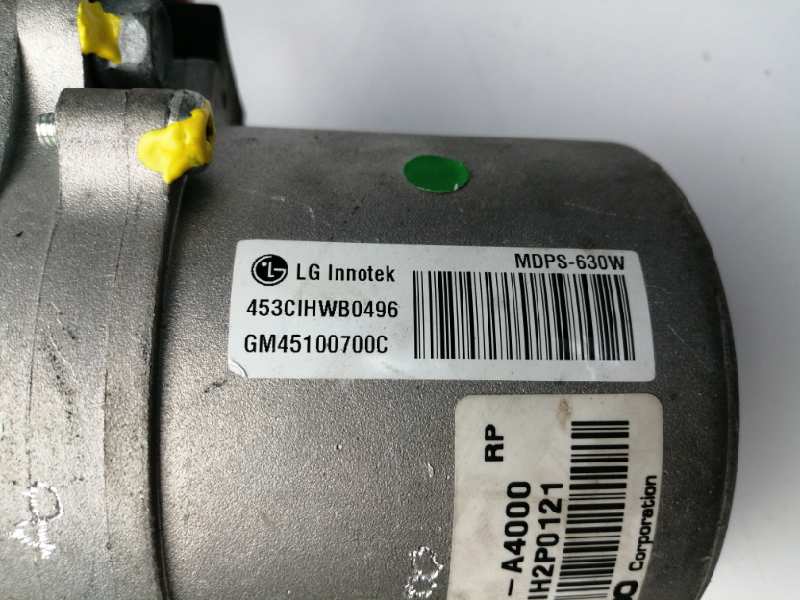 LG Innotek
MDPS-630W
453CIHWB0496
GM45100700C
RP
-A4000
IH2P0121
Corporation